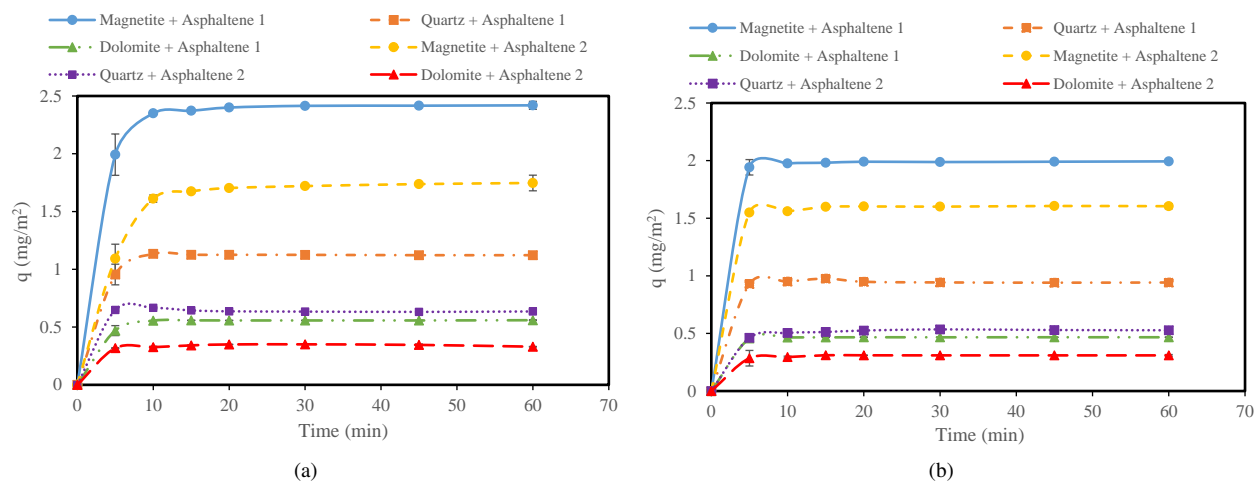 Magnetite + Asphaltene 1
Quartz + Asphaltene 1
Dolomite + Asphaltene 1
Magnetite + Asphaltene 2
Quartz + Asphaltene 2
Dolomite + Asphaltene 2
2.5
2
1.5
1
0.5
0
q (mg/m²)
0 10 20 30 40 50 60 70
Time (min)
(a)
Magnetite + Asphaltene 1
Quartz + Asphaltene 1
Dolomite + Asphaltene 1
Magnetite + Asphaltene 2
Quartz + Asphaltene 2
Dolomite + Asphaltene 2
2.5
2
1.5
1
0.5
0
q (mg/m²)
0 10 20 30 40 50 60 70
Time (min)
(b)